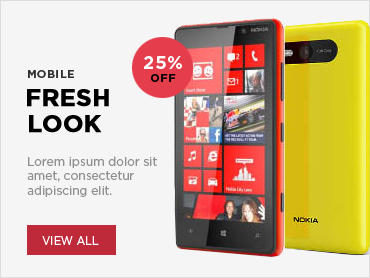 MOBILE
FRESH
LOOK
Lorem ipsum dolor sit
amet, consectetur
adipiscing elit.
VIEW ALL
25%
OFF
NOKIA
NOKIA